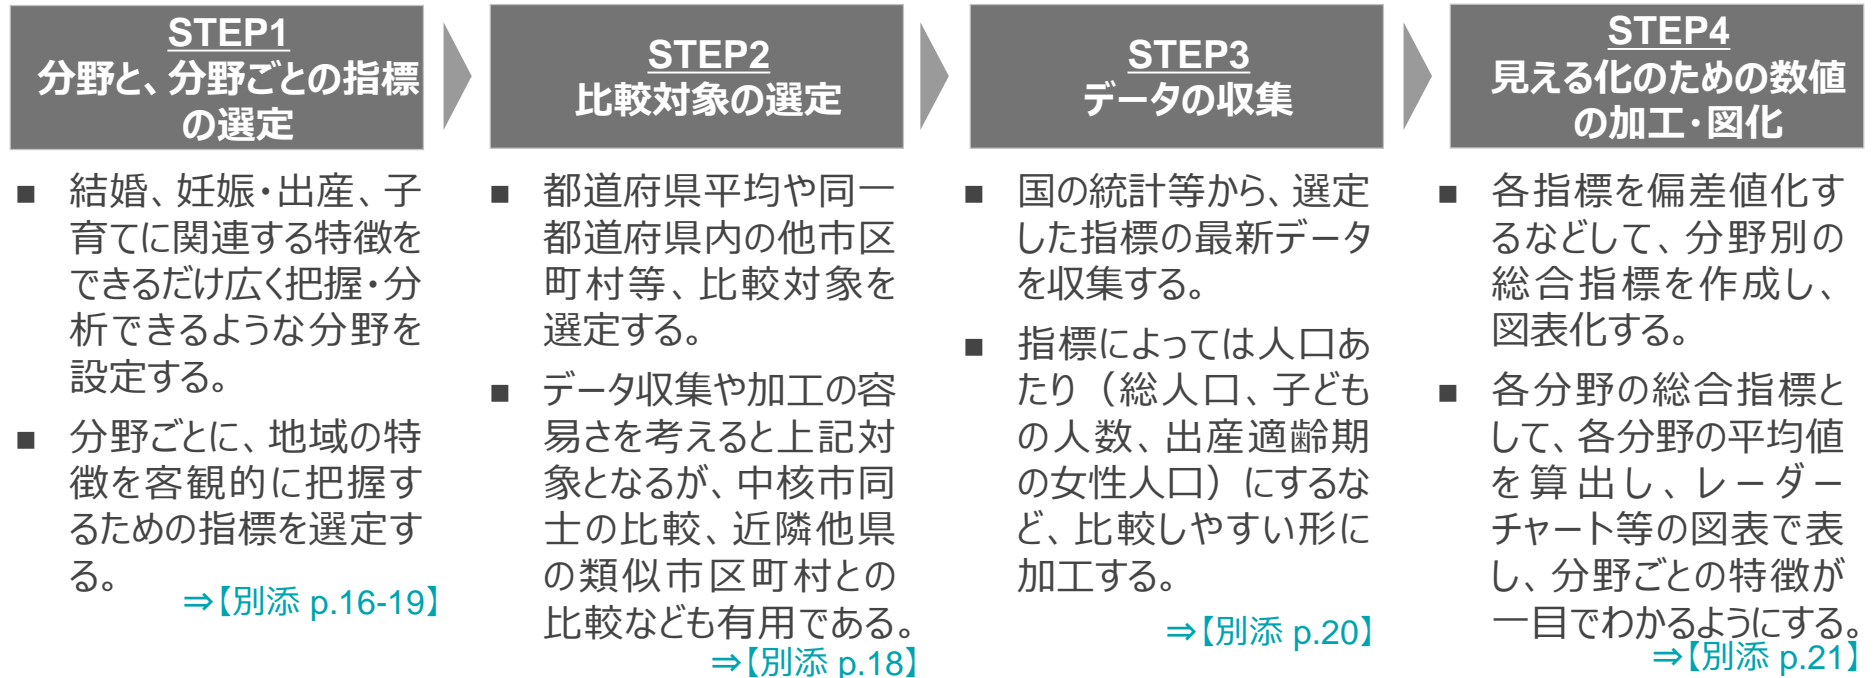 STEP1
分野と、分野ごとの指標
の選定
■ 結婚、妊娠・出産、子
育てに関連する特徴を
できるだけ広く把握・分
析できるような分野を
設定する。
■ 分野ごとに、地域の特
徴を客観的に把握す
るための指標を選定す
る。
⇒【別添 p.16-19】
STEP2
比較対象の選定
■ 都道府県平均や同一
都道府県内の他市区
町村等、比較対象を
選定する。
■ データ収集や加工の容
易さを考えると上記対
象となるが、中核市同
士の比較、近隣他県
の類似市区町村との
比較なども有用である。
⇒【別添 p.18】
STEP3
データの収集
■ 国の統計等から、選定
した指標の最新データ
を収集する。
■ 指標によっては人口あ
たり（総人口、子ども
の人数、出産適齢期
の女性人口）にするな
ど、比較しやすい形に
加工する。
⇒【別添 p.20】
STEP4
見える化のための数値
の加工・図化
■ 各指標を偏差値化す
るなどして、分野別の
総合指標を作成し、
図表化する。
■ 各分野の総合指標と
して、各分野の平均値
を算出し、レーダー
チャート等の図表で表
し、分野ごとの特徴が
一目でわかるようにする。
⇒【別添 p.21】